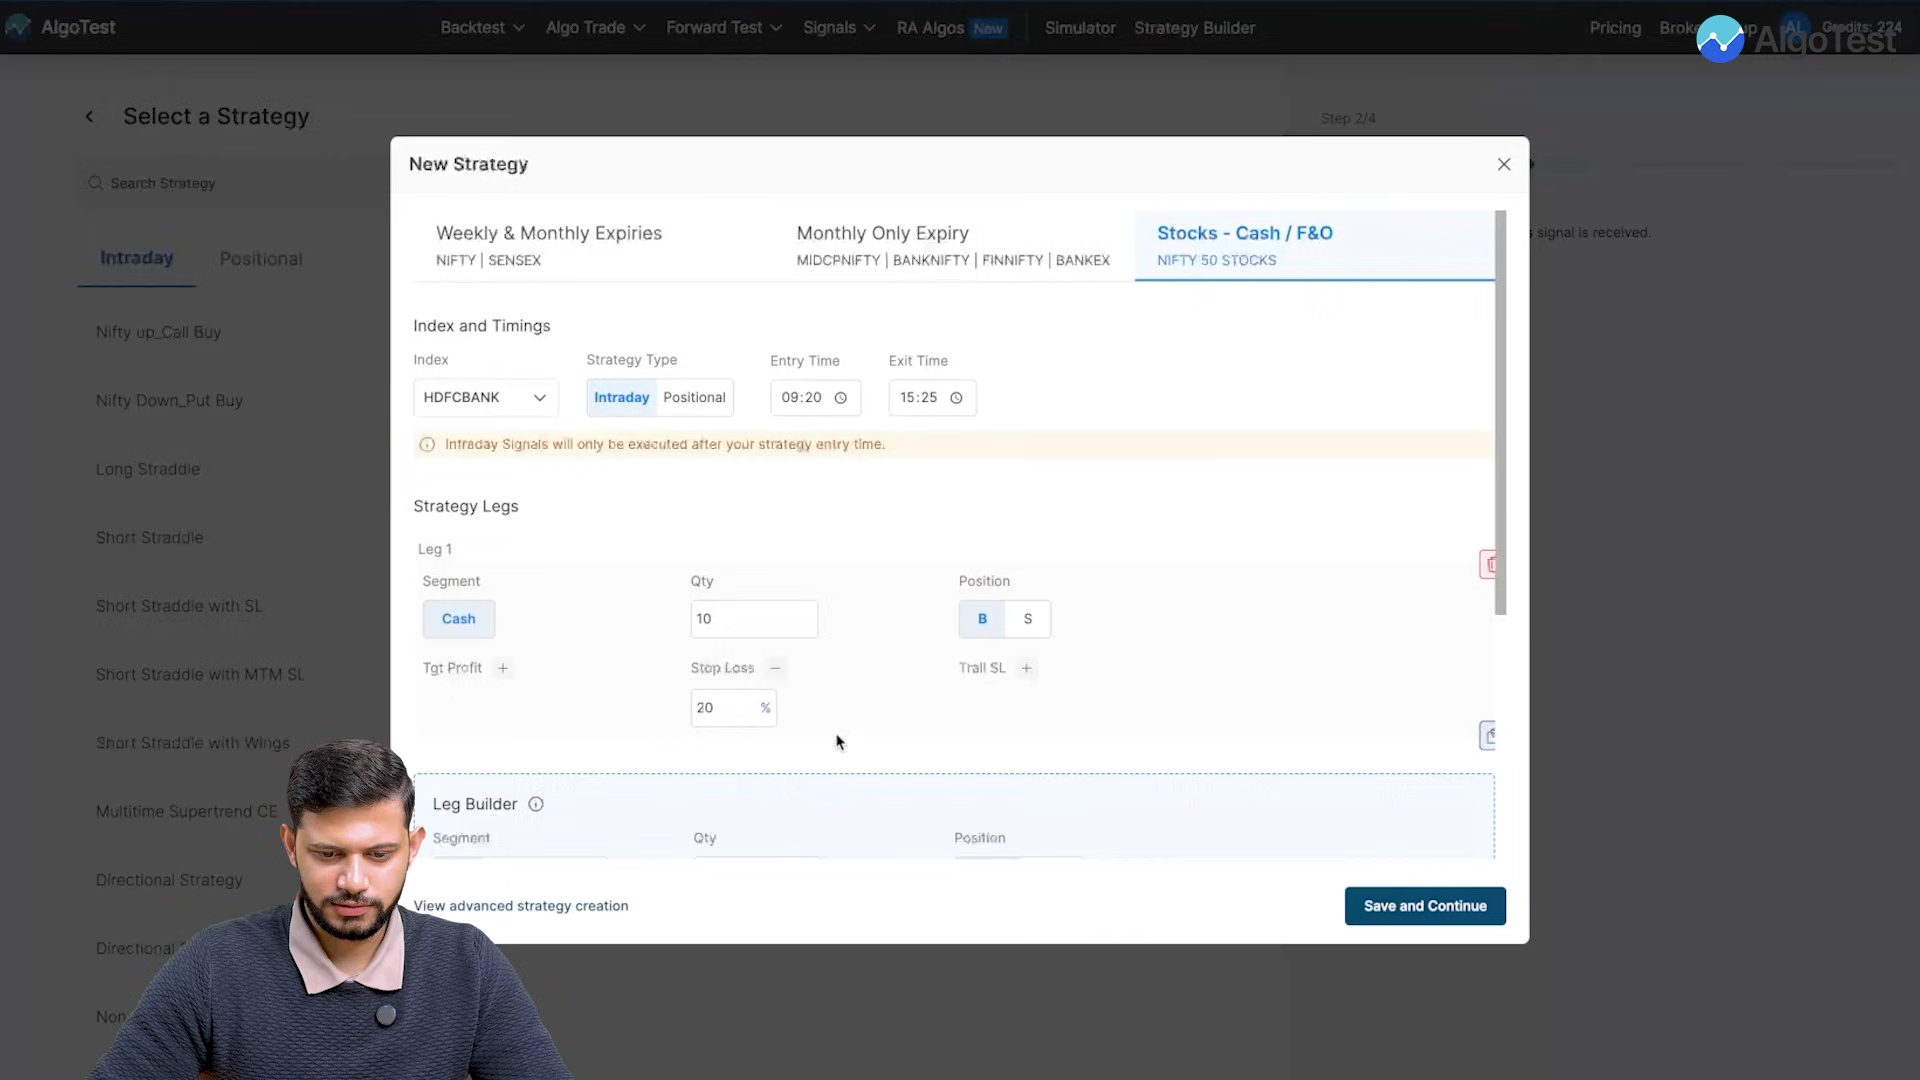 AlgoTest
Backtest
Algo Trade
Forward Test
Signals
RA Algos New
Simulator
Strategy Builder
Pricing
Credits: 224
AlgoTest
Select a Strategy
Search Strategy
Intraday
Positional
Nifty up_Call Buy
Nifty Down_Put Buy
Long Straddle
Short Straddle
Short Straddle with SL
Short Straddle with MTM SL
Short Straddle with Wings
Multitime Supertrend CE
Directional Strategy
Directional
Non
Step 2/4
s signal is received.
New Strategy
Weekly & Monthly Expiries
NIFTY | SENSEX
Monthly Only Expiry
MIDCPNIFTY | BANKNIFTY | FINNIFTY | BANKEX
Stocks - Cash / F&O
NIFTY 50 STOCKS
Index and Timings
Index
Strategy Type
Entry Time
Exit Time
HDFCBANK
Intraday
Positional
09:20
15:25
Intraday Signals will only be executed after your strategy entry time.
Strategy Legs
Leg 1
Segment
Qty
Position
Cash
10
B
S
Tgt Profit +
Stop Loss −
Trail SL +
20 %
Leg Builder
Segment
Qty
Position
View advanced strategy creation
Save and Continue